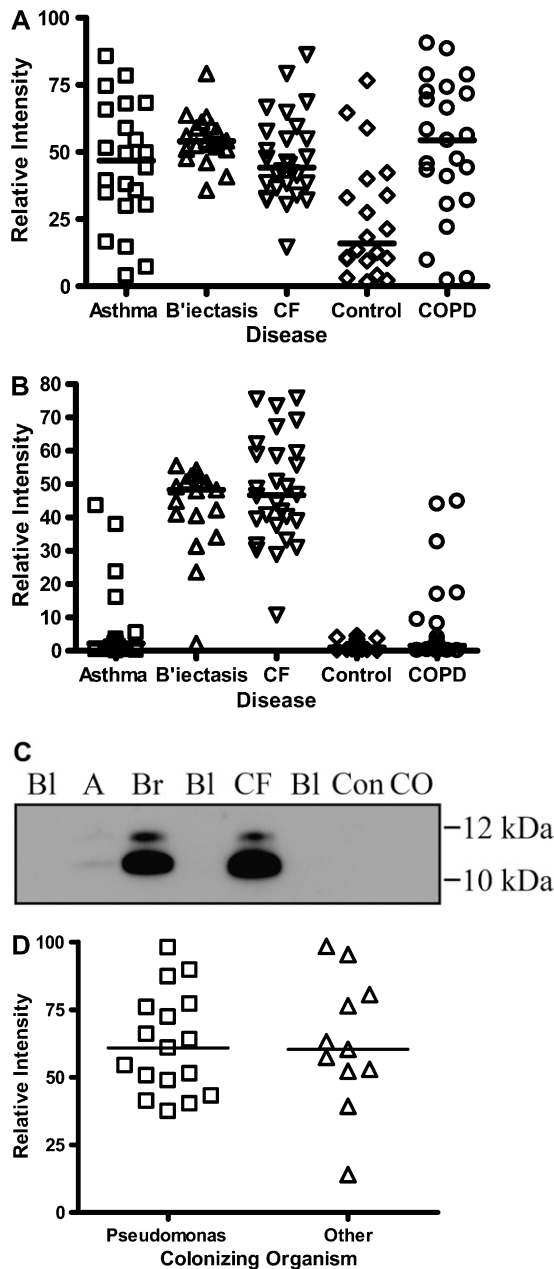 A
100
75
50
25
0
Relative Intensity
Asthma B'iectasis CF Control COPD
Disease
B
80
70
60
50
40
30
20
10
0
Relative Intensity
Asthma B'iectasis CF Control COPD
Disease
C
Bl A Br Bl CF Bl Con CO
12 kDa
10 kDa
D
100
75
50
25
0
Relative Intensity
Pseudomonas Other
Colonizing Organism